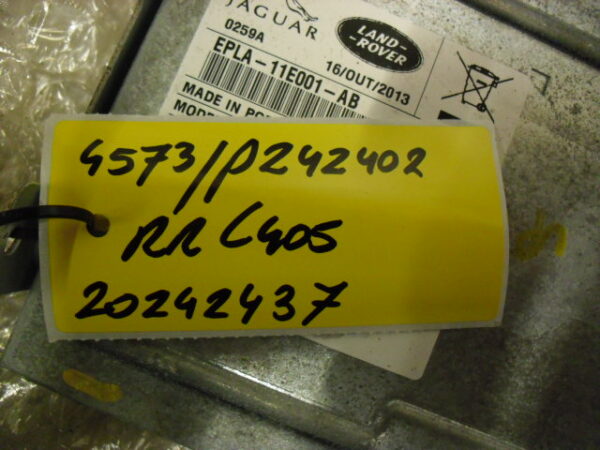 JAGUAR
LAND-
-ROVER
0259A
16/OUT/2013
EPLA-11E001-AB
MADE IN
4573/P242402
RR L405
20242437